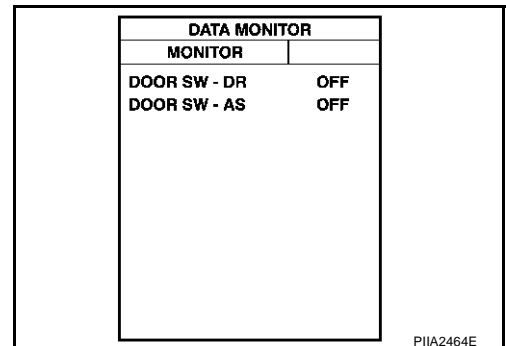 DATA MONITOR
MONITOR
DOOR SW - DR OFF
DOOR SW - AS OFF
PIIA2464E